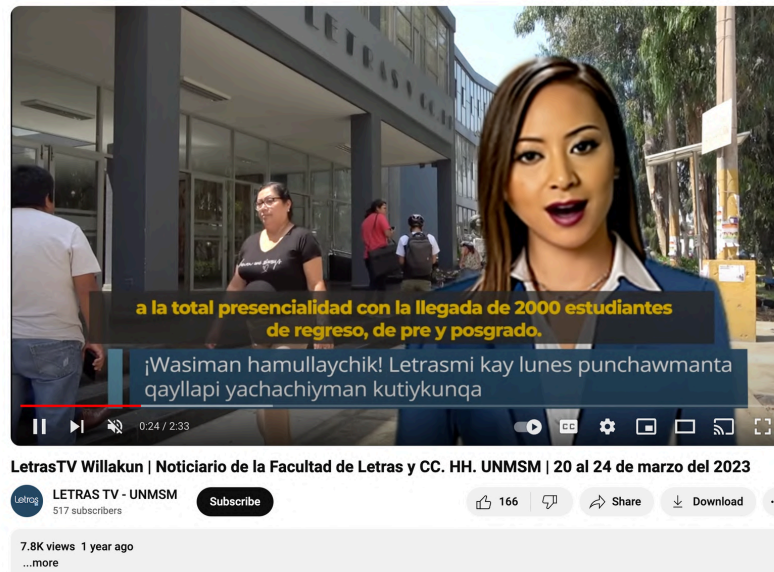 LETRAS Y CC.
a la total presencialidad con la llegada de 2000 estudiantes
de regreso, de pre y posgrado.
¡Wasiman hamullaychik! Letrasmi kay lunes punchawmanta
qayllapi yachachiyman kutiykunqa
0:24 / 2:33
CC
LetrasTV Willakun | Noticiario de la Facultad de Letras y CC. HH. UNMSM | 20 al 24 de marzo del 2023
Letras
LETRAS TV - UNMSM
517 subscribers
Subscribe
166
Share
Download
7.8K views 1 year ago
...more